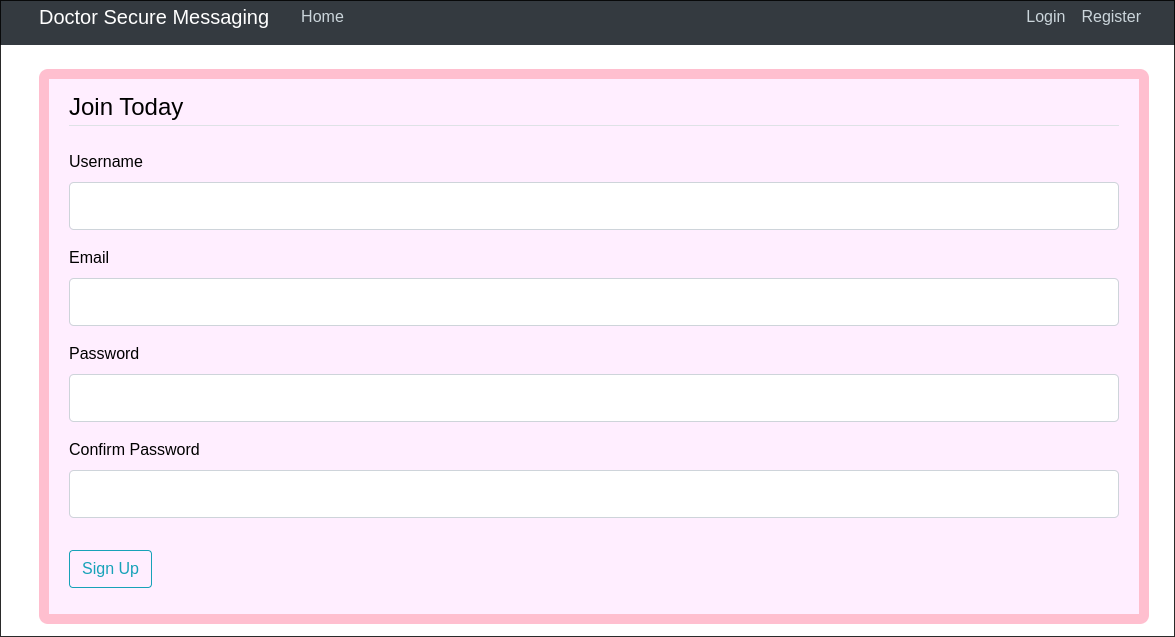 Doctor Secure Messaging Home Login Register
Join Today
Username
Email
Password
Confirm Password
Sign Up